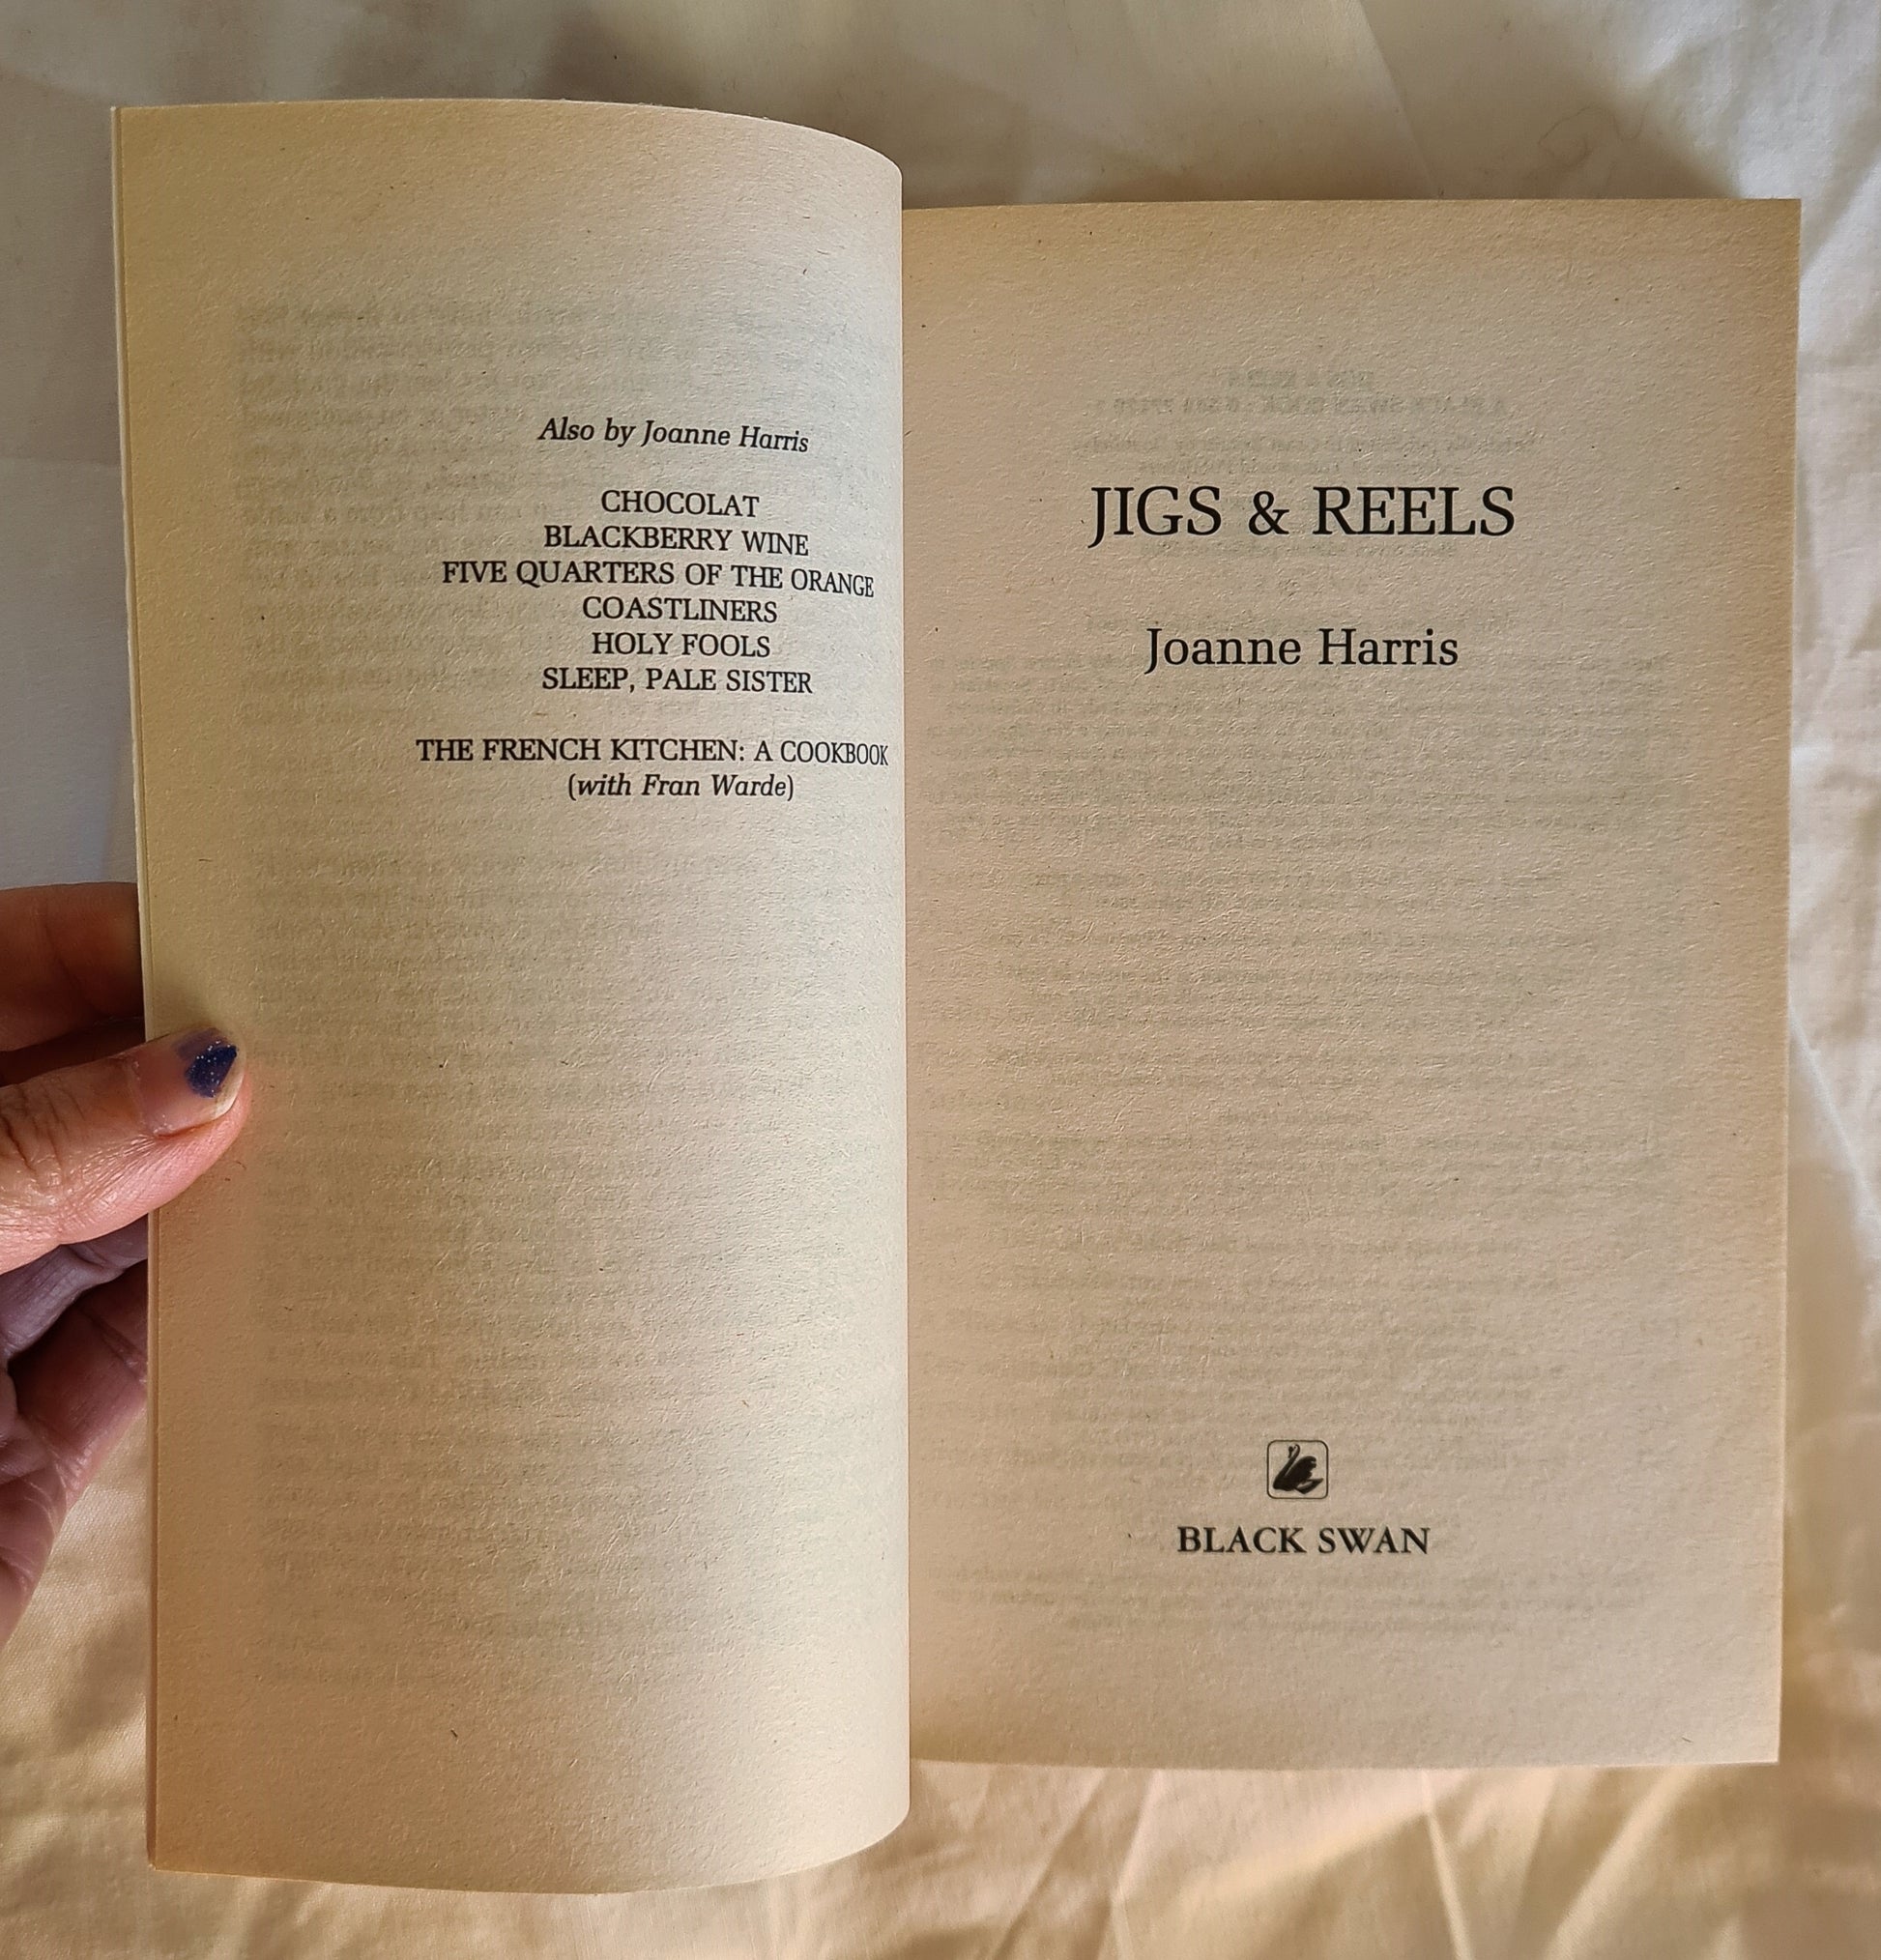 Also by Joanne Harris
CHOCOLAT
BLACKBERRY WINE
FIVE QUARTERS OF THE ORANGE
COASTLINERS
HOLY FOOLS
SLEEP, PALE SISTER
THE FRENCH KITCHEN: A COOKBOOK
(with Fran Warde)
JIGS & REELS
Joanne Harris
BLACK SWAN